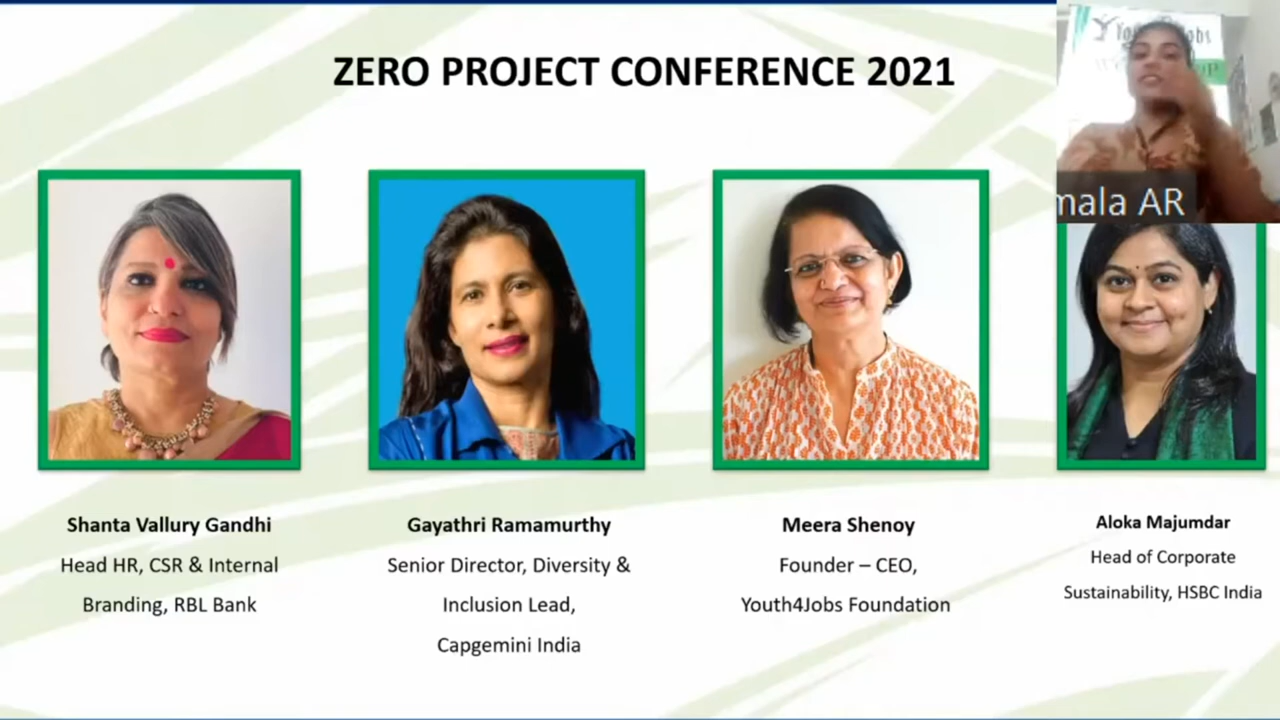 ZERO PROJECT CONFERENCE 2021
mala AR
Shanta Vallury Gandhi
Head HR, CSR & Internal
Branding, RBL Bank
Gayathri Ramamurthy
Senior Director, Diversity &
Inclusion Lead,
Capgemini India
Meera Shenoy
Founder – CEO,
Youth4Jobs Foundation
Aloka Majumdar
Head of Corporate
Sustainability, HSBC India